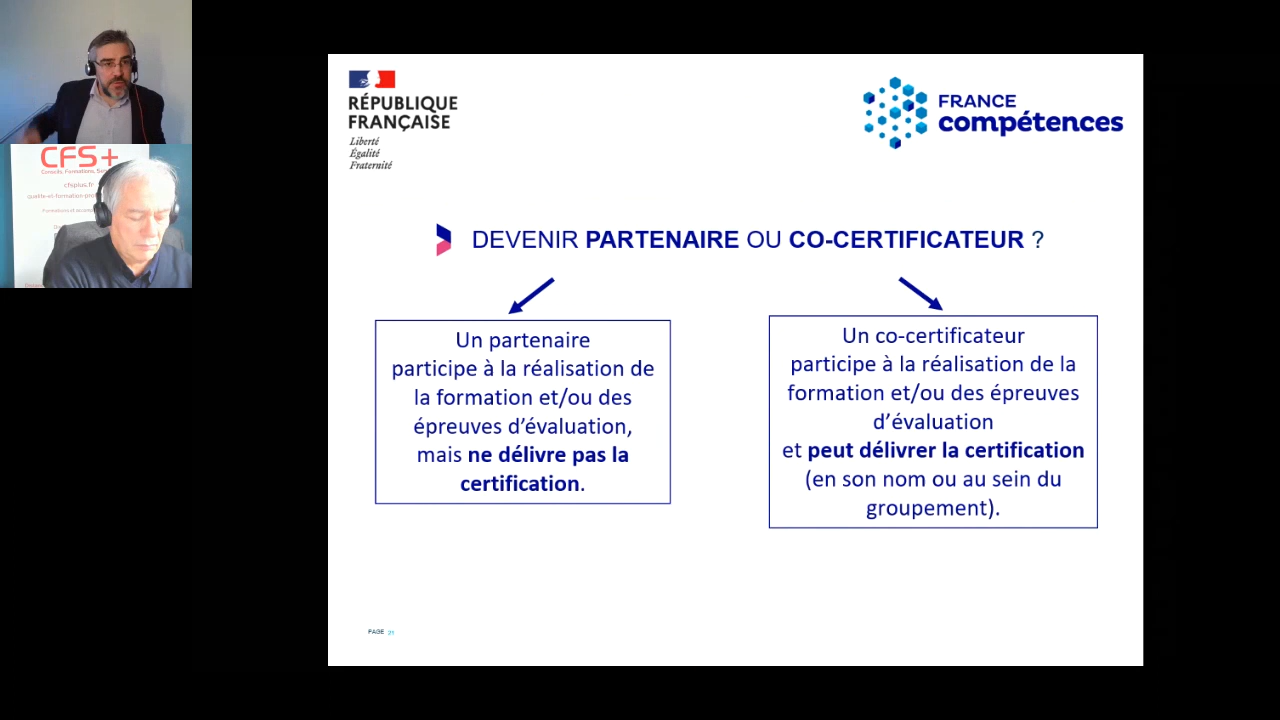 CFS+
Conseils, Formations,
cfsplus.fr
RÉPUBLIQUE
FRANÇAISE
Liberté
Égalité
Fraternité
FRANCE
compétences
DEVENIR PARTENAIRE OU CO-CERTIFICATEUR ?
Un partenaire
participe à la réalisation de
la formation et/ou des
épreuves d’évaluation,
mais ne délivre pas la
certification.
Un co-certificateur
participe à la réalisation de la
formation et/ou des épreuves
d’évaluation
et peut délivrer la certification
(en son nom ou au sein du
groupement).
PAGE 21